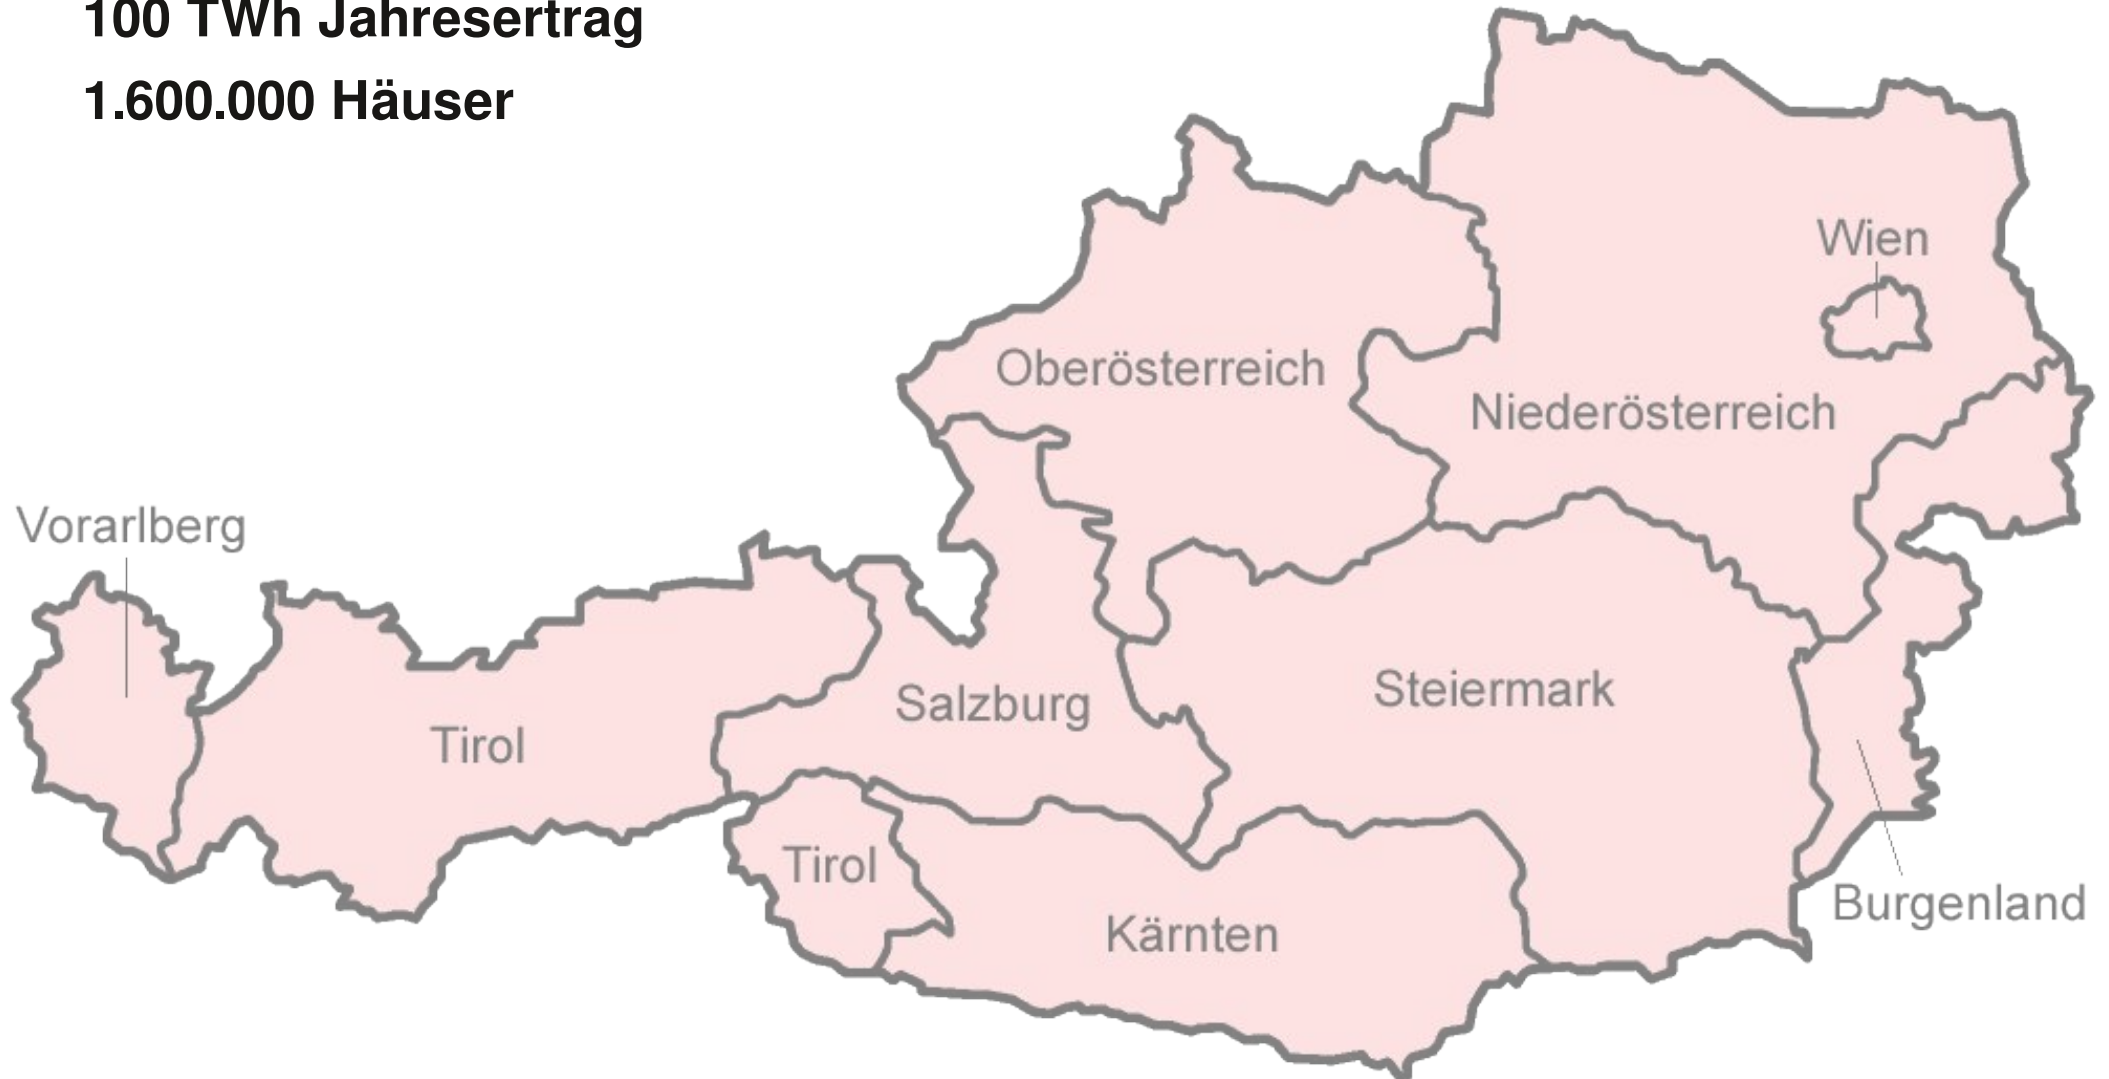 100 TWh Jahresertrag
1.600.000 Häuser
Wien
Oberösterreich
Niederösterreich
Vorarlberg
Steiermark
Salzburg
Tirol
Tirol
Burgenland
Kärnten